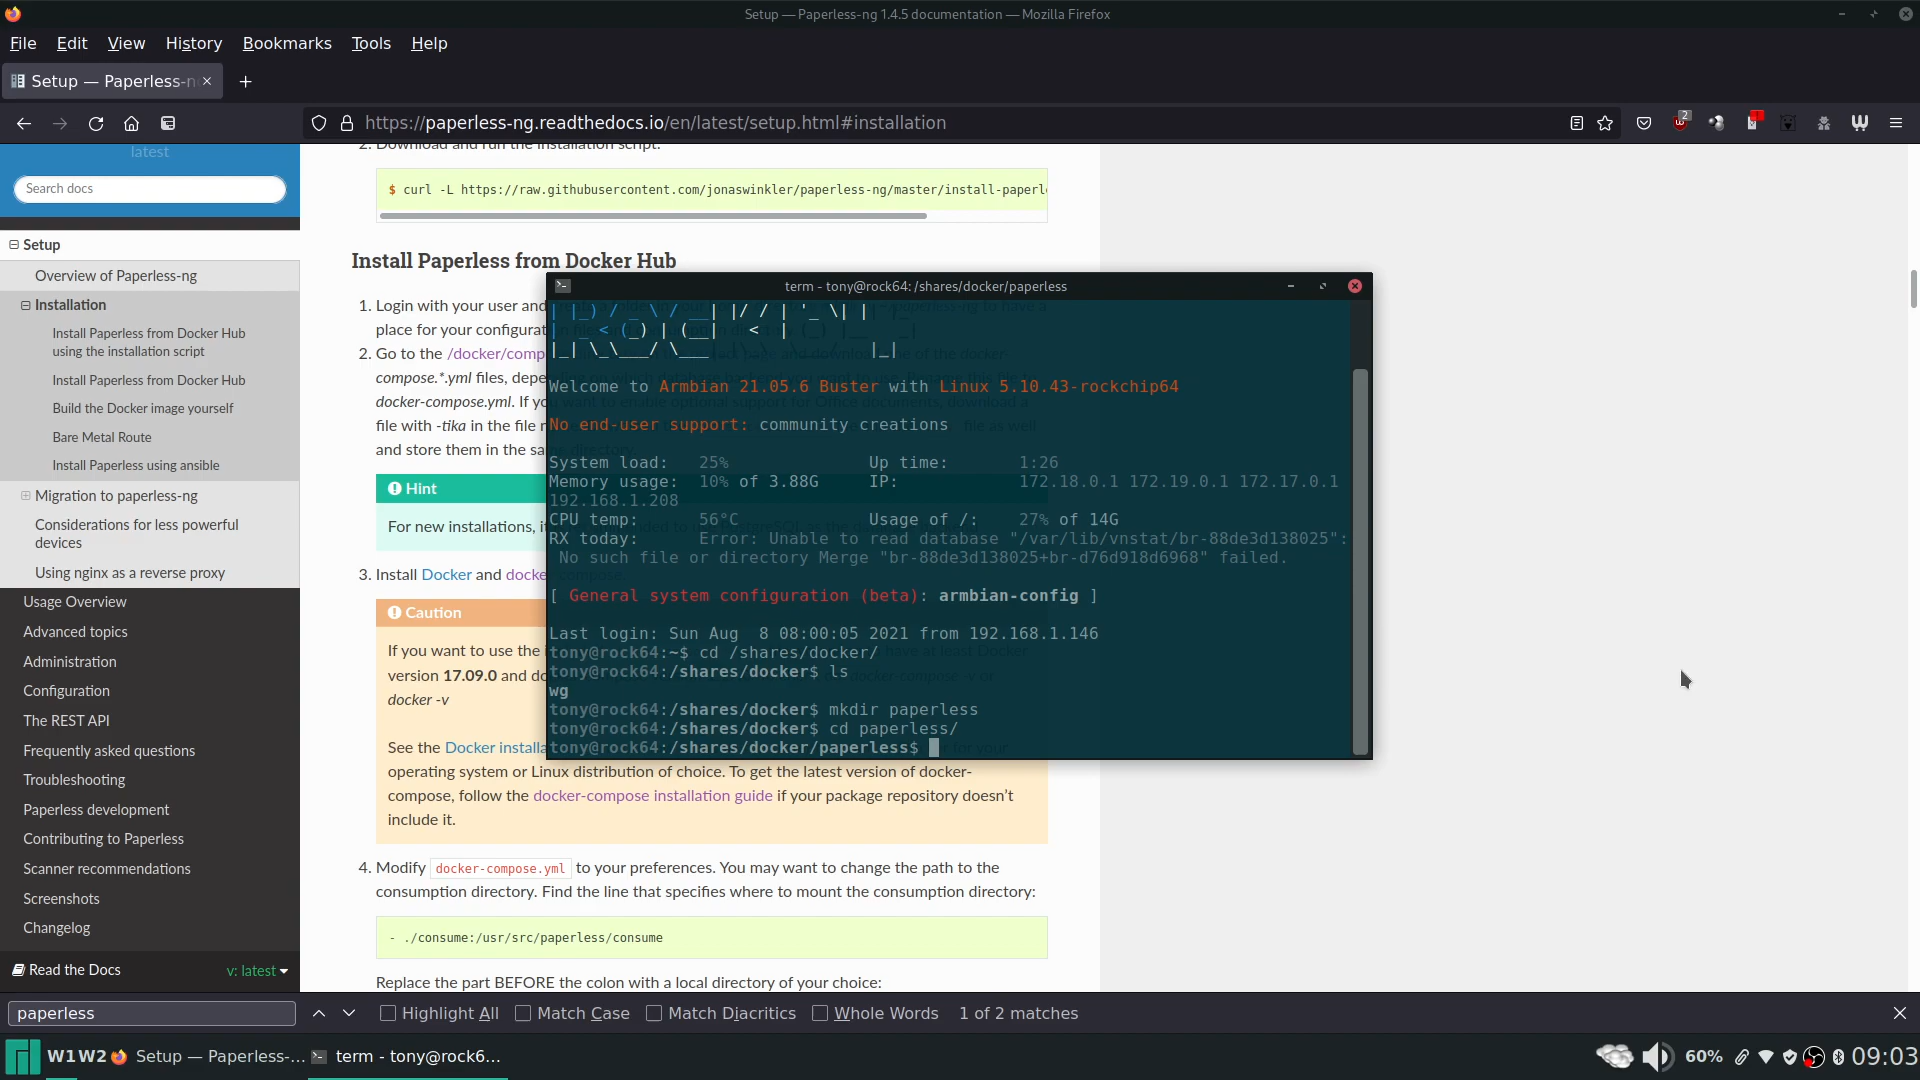 Setup — Paperless-ng 1.4.5 documentation — Mozilla Firefox
File Edit View History Bookmarks Tools Help
Setup — Paperless-n
https://paperless-ng.readthedocs.io/en/latest/setup.html#installation
2
latest
Search docs
Setup
Overview of Paperless-ng
Installation
Install Paperless from Docker Hub
using the installation script
Install Paperless from Docker Hub
Build the Docker image yourself
Bare Metal Route
Install Paperless using ansible
Migration to paperless-ng
Considerations for less powerful
devices
Using nginx as a reverse proxy
Usage Overview
Advanced topics
Administration
Configuration
The REST API
Frequently asked questions
Troubleshooting
Paperless development
Contributing to Paperless
Scanner recommendations
Screenshots
Changelog
Read the Docs v: latest
2. Download and run the installation script.
$ curl -L https://raw.githubusercontent.com/jonaswinkler/paperless-ng/master/install-paperl
Install Paperless from Docker Hub
1. Login with your user and
place for your configurat
2. Go to the /docker/comp
compose.*.yml files, depe
docker-compose.yml. If yo
file with -tika in the file n
and store them in the sa
Hint
For new installations, it
3. Install Docker and docke
Caution
If you want to use the i
version 17.09.0 and do
docker -v
See the Docker installa
operating system or Linux distribution of choice. To get the latest version of docker-
compose, follow the docker-compose installation guide if your package repository doesn't
include it.
4. Modify docker-compose.yml to your preferences. You may want to change the path to the
consumption directory. Find the line that specifies where to mount the consumption directory:
- ./consume:/usr/src/paperless/consume
Replace the part BEFORE the colon with a local directory of your choice:
term - tony@rock64: /shares/docker/paperless
Welcome to Armbian 21.05.6 Buster with Linux 5.10.43-rockchip64
No end-user support: community creations
System load: 25% Up time: 1:26
Memory usage: 10% of 3.88G IP: 172.18.0.1 172.19.0.1 172.17.0.1
192.168.1.208
CPU temp: 56°C Usage of /: 27% of 14G
RX today: Error: Unable to read database "/var/lib/vnstat/br-88de3d138025":
No such file or directory Merge "br-88de3d138025+br-d76d918d6968" failed.
[ General system configuration (beta): armbian-config ]
Last login: Sun Aug 8 08:00:05 2021 from 192.168.1.146
tony@rock64:~$ cd /shares/docker/
tony@rock64:/shares/docker$ ls
wg
tony@rock64:/shares/docker$ mkdir paperless
tony@rock64:/shares/docker$ cd paperless/
tony@rock64:/shares/docker/paperless$
paperless Highlight All Match Case Match Diacritics Whole Words 1 of 2 matches
W1 W2 Setup — Paperless-... term - tony@rock6... 60% 09:03